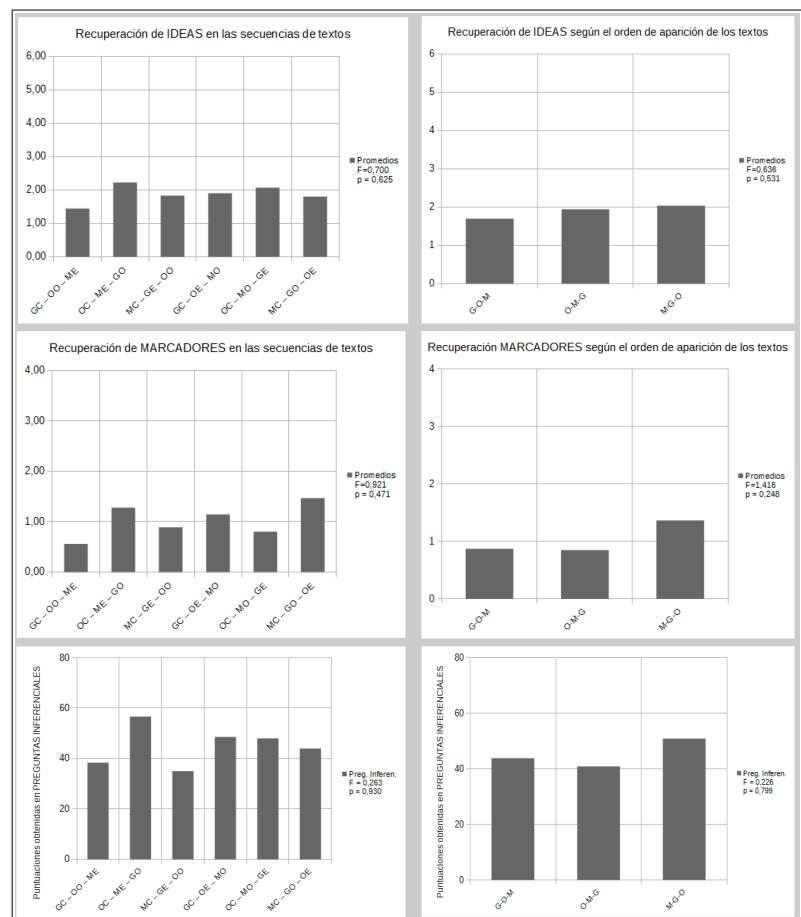 Recuperación de IDEAS en las secuencias de textos
6,00
5,00
4,00
3,00
2,00
1,00
0,00
GC – OO – ME
OC – ME – GO
MC – GE – OO
GC – OE – MO
OC – MO – GE
MC – GO – OE
Promedios
F=0,700
p = 0,625
Recuperación de IDEAS según el orden de aparición de los textos
6
5
4
3
2
1
0
G-O-M
O-M-G
M-G-O
Promedios
F=0,636
p = 0,531
Recuperación de MARCADORES en las secuencias de textos
4,00
3,00
2,00
1,00
0,00
GC – OO – ME
OC – ME – GO
MC – GE – OO
GC – OE – MO
OC – MO – GE
MC – GO – OE
Promedios
F=0,921
p = 0,471
Recuperación MARCADORES según el orden de aparición de los textos
4
3
2
1
0
G-O-M
O-M-G
M-G-O
Promedios
F=1,416
p = 0,248
Puntuaciones obtenidas en PREGUNTAS INFERENCIALES
80
60
40
20
0
GC – OO – ME
OC – ME – GO
MC – GE – OO
GC – OE – MO
OC – MO – GE
MC – GO – OE
Preg. Inferen.
F = 0,263
p = 0,930
Puntuaciones obtenidas en PREGUNTAS INFERENCIALES
80
60
40
20
0
G-O-M
O-M-G
M-G-O
Preg. Inferen.
F = 0,226
p = 0,799